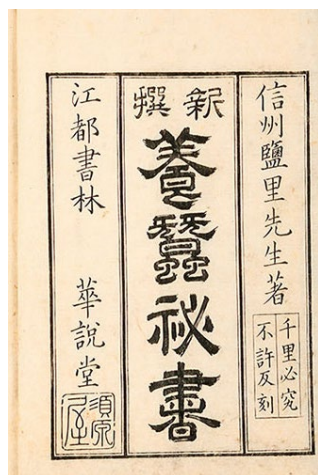 信州鹽里先生著
千里必究
不許反刻
新撰
養蠶祕書
江都書林 華説堂
須原屋